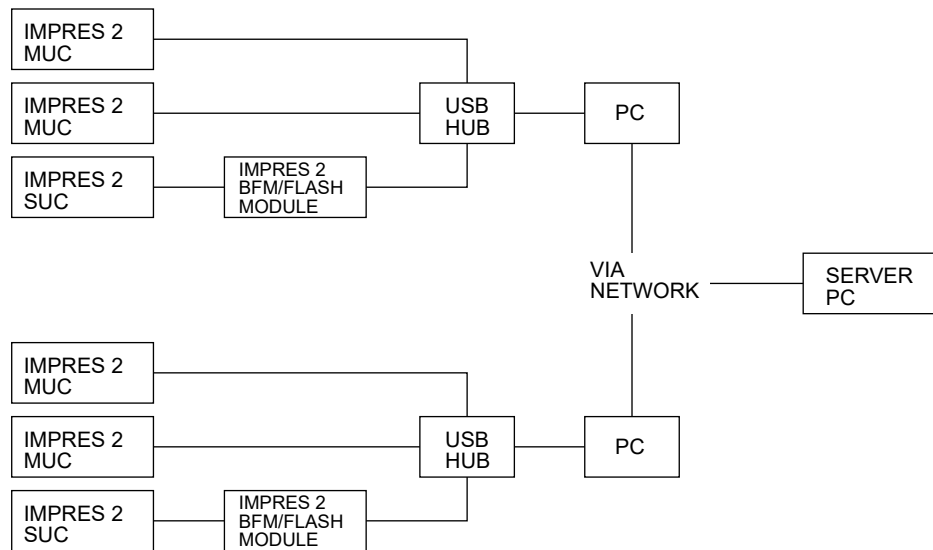 IMPRES 2
MUC
IMPRES 2
MUC
USB
HUB
PC
IMPRES 2
SUC
IMPRES 2
BFM/FLASH
MODULE
VIA
NETWORK
SERVER
PC
IMPRES 2
MUC
IMPRES 2
MUC
USB
HUB
PC
IMPRES 2
SUC
IMPRES 2
BFM/FLASH
MODULE